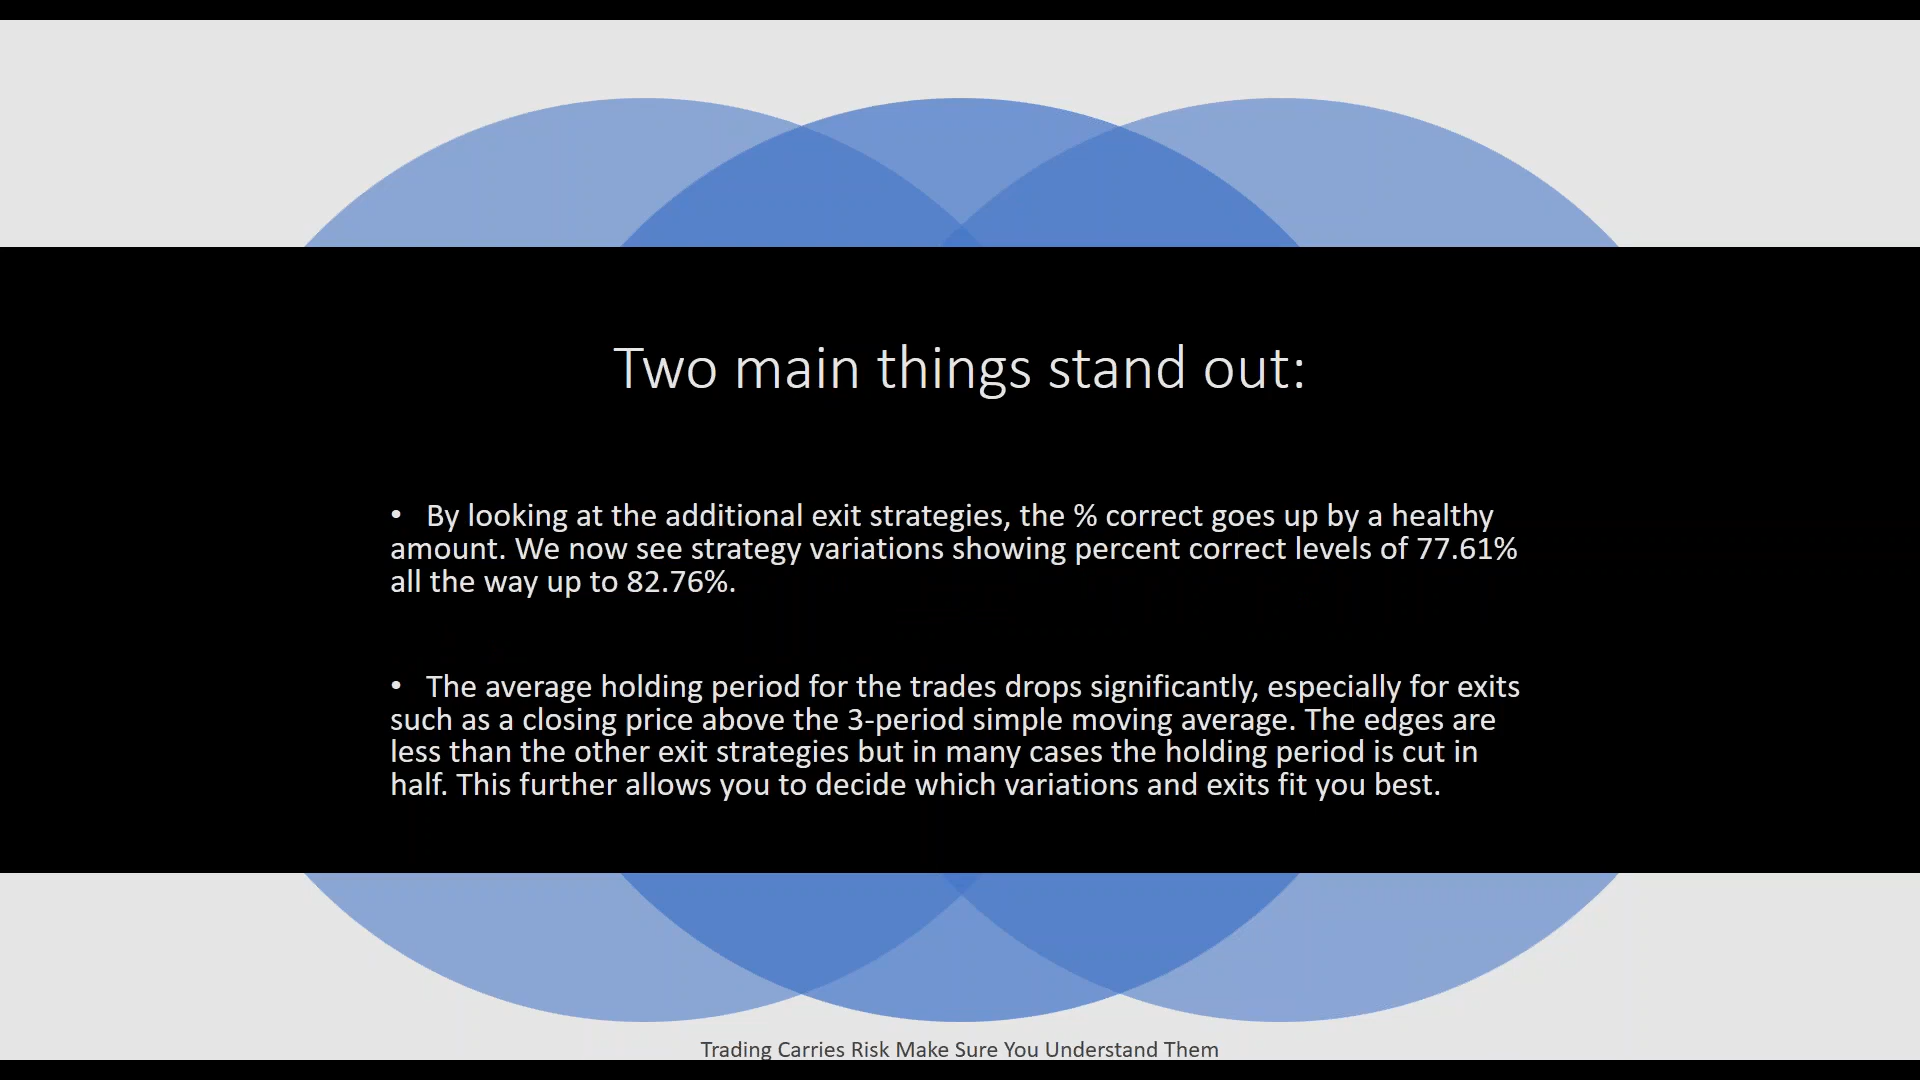 Two main things stand out:
• By looking at the additional exit strategies, the % correct goes up by a healthy
amount. We now see strategy variations showing percent correct levels of 77.61%
all the way up to 82.76%.
• The average holding period for the trades drops significantly, especially for exits
such as a closing price above the 3-period simple moving average. The edges are
less than the other exit strategies but in many cases the holding period is cut in
half. This further allows you to decide which variations and exits fit you best.
Trading Carries Risk Make Sure You Understand Them